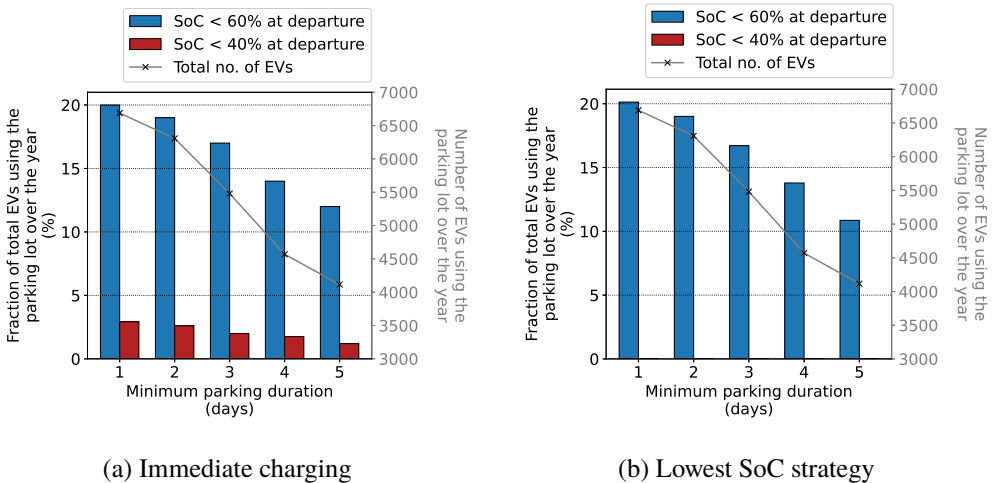 SoC < 60% at departure
SoC < 40% at departure
Total no. of EVs
Fraction of total EVs using the
parking lot over the year
(%)
20
15
10
5
0
7000
6500
6000
5500
5000
4500
4000
3500
3000
Number of EVs using the
parking lot over the year
1 2 3 4 5
Minimum parking duration
(days)
(a) Immediate charging
SoC < 60% at departure
SoC < 40% at departure
Total no. of EVs
Fraction of total EVs using the
parking lot over the year
(%)
20
15
10
5
0
7000
6500
6000
5500
5000
4500
4000
3500
3000
Number of EVs using the
parking lot over the year
1 2 3 4 5
Minimum parking duration
(days)
(b) Lowest SoC strategy